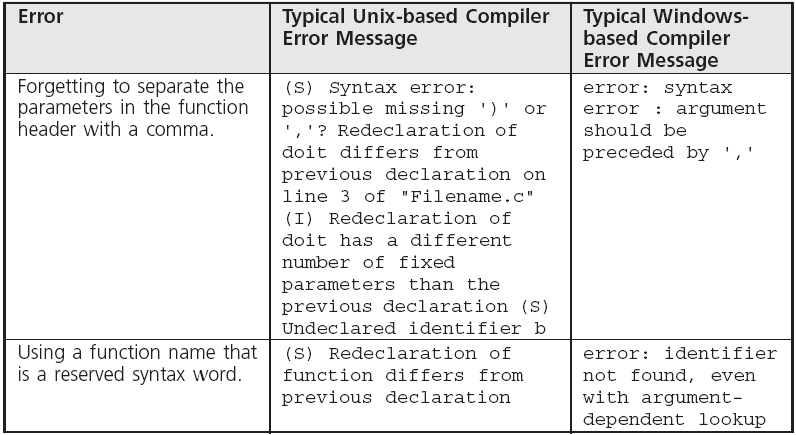 Error
Typical Unix-based Compiler
Error Message
Typical Windows-
based Compiler
Error Message
Forgetting to separate the
parameters in the function
header with a comma.
(S) Syntax error:
possible missing ')' or
','? Redeclaration of
doit differs from
previous declaration on
line 3 of "Filename.c"
(I) Redeclaration of
doit has a different
number of fixed
parameters than the
previous declaration (S)
Undeclared identifier b
error: syntax
error : argument
should be
preceded by ','
Using a function name that
is a reserved syntax word.
(S) Redeclaration of
function differs from
previous declaration
error: identifier
not found, even
with argument-
dependent lookup